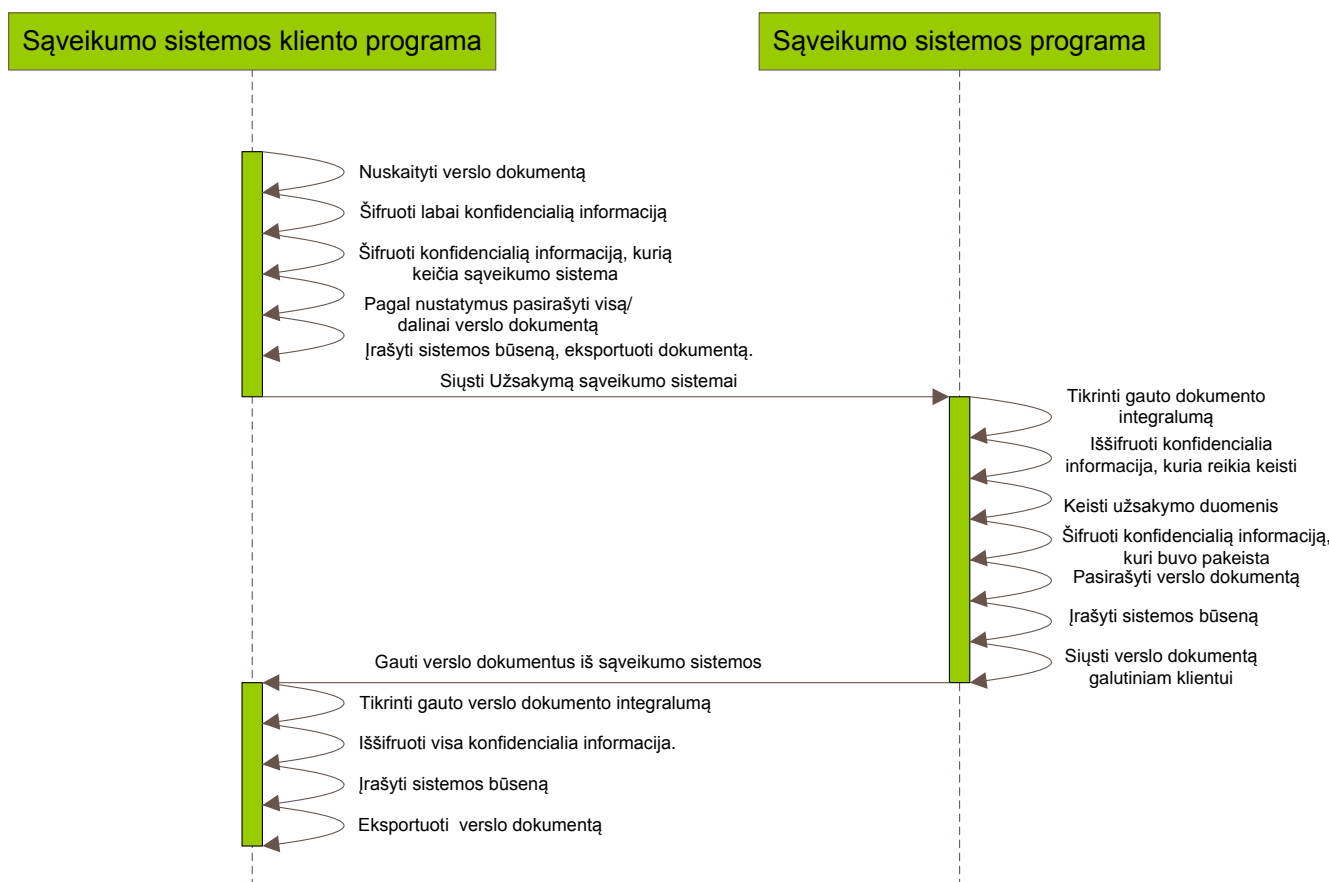 Sąveikumo sistemos kliento programa
Sąveikumo sistemos programa
Nuskaityti verslo dokumentą
Šifruoti labai konfidencialią informaciją
Šifruoti konfidencialią informaciją, kurią
keičia sąveikumo sistema
Pagal nustatymus pasirašyti visą/
dalinai verslo dokumentą
Įrašyti sistemos būseną, eksportuoti dokumentą.
Siųsti Užsakymą sąveikumo sistemai
Tikrinti gauto dokumento
integralumą
Iššifruoti konfidencialia
informacija, kuria reikia keisti
Keisti užsakymo duomenis
Šifruoti konfidencialią informaciją,
kuri buvo pakeista
Pasirašyti verslo dokumentą
Įrašyti sistemos būseną
Siųsti verslo dokumentą
galutiniam klientui
Gauti verslo dokumentus iš sąveikumo sistemos
Tikrinti gauto verslo dokumento integralumą
Iššifruoti visa konfidencialia informacija.
Įrašyti sistemos būseną
Eksportuoti verslo dokumentą